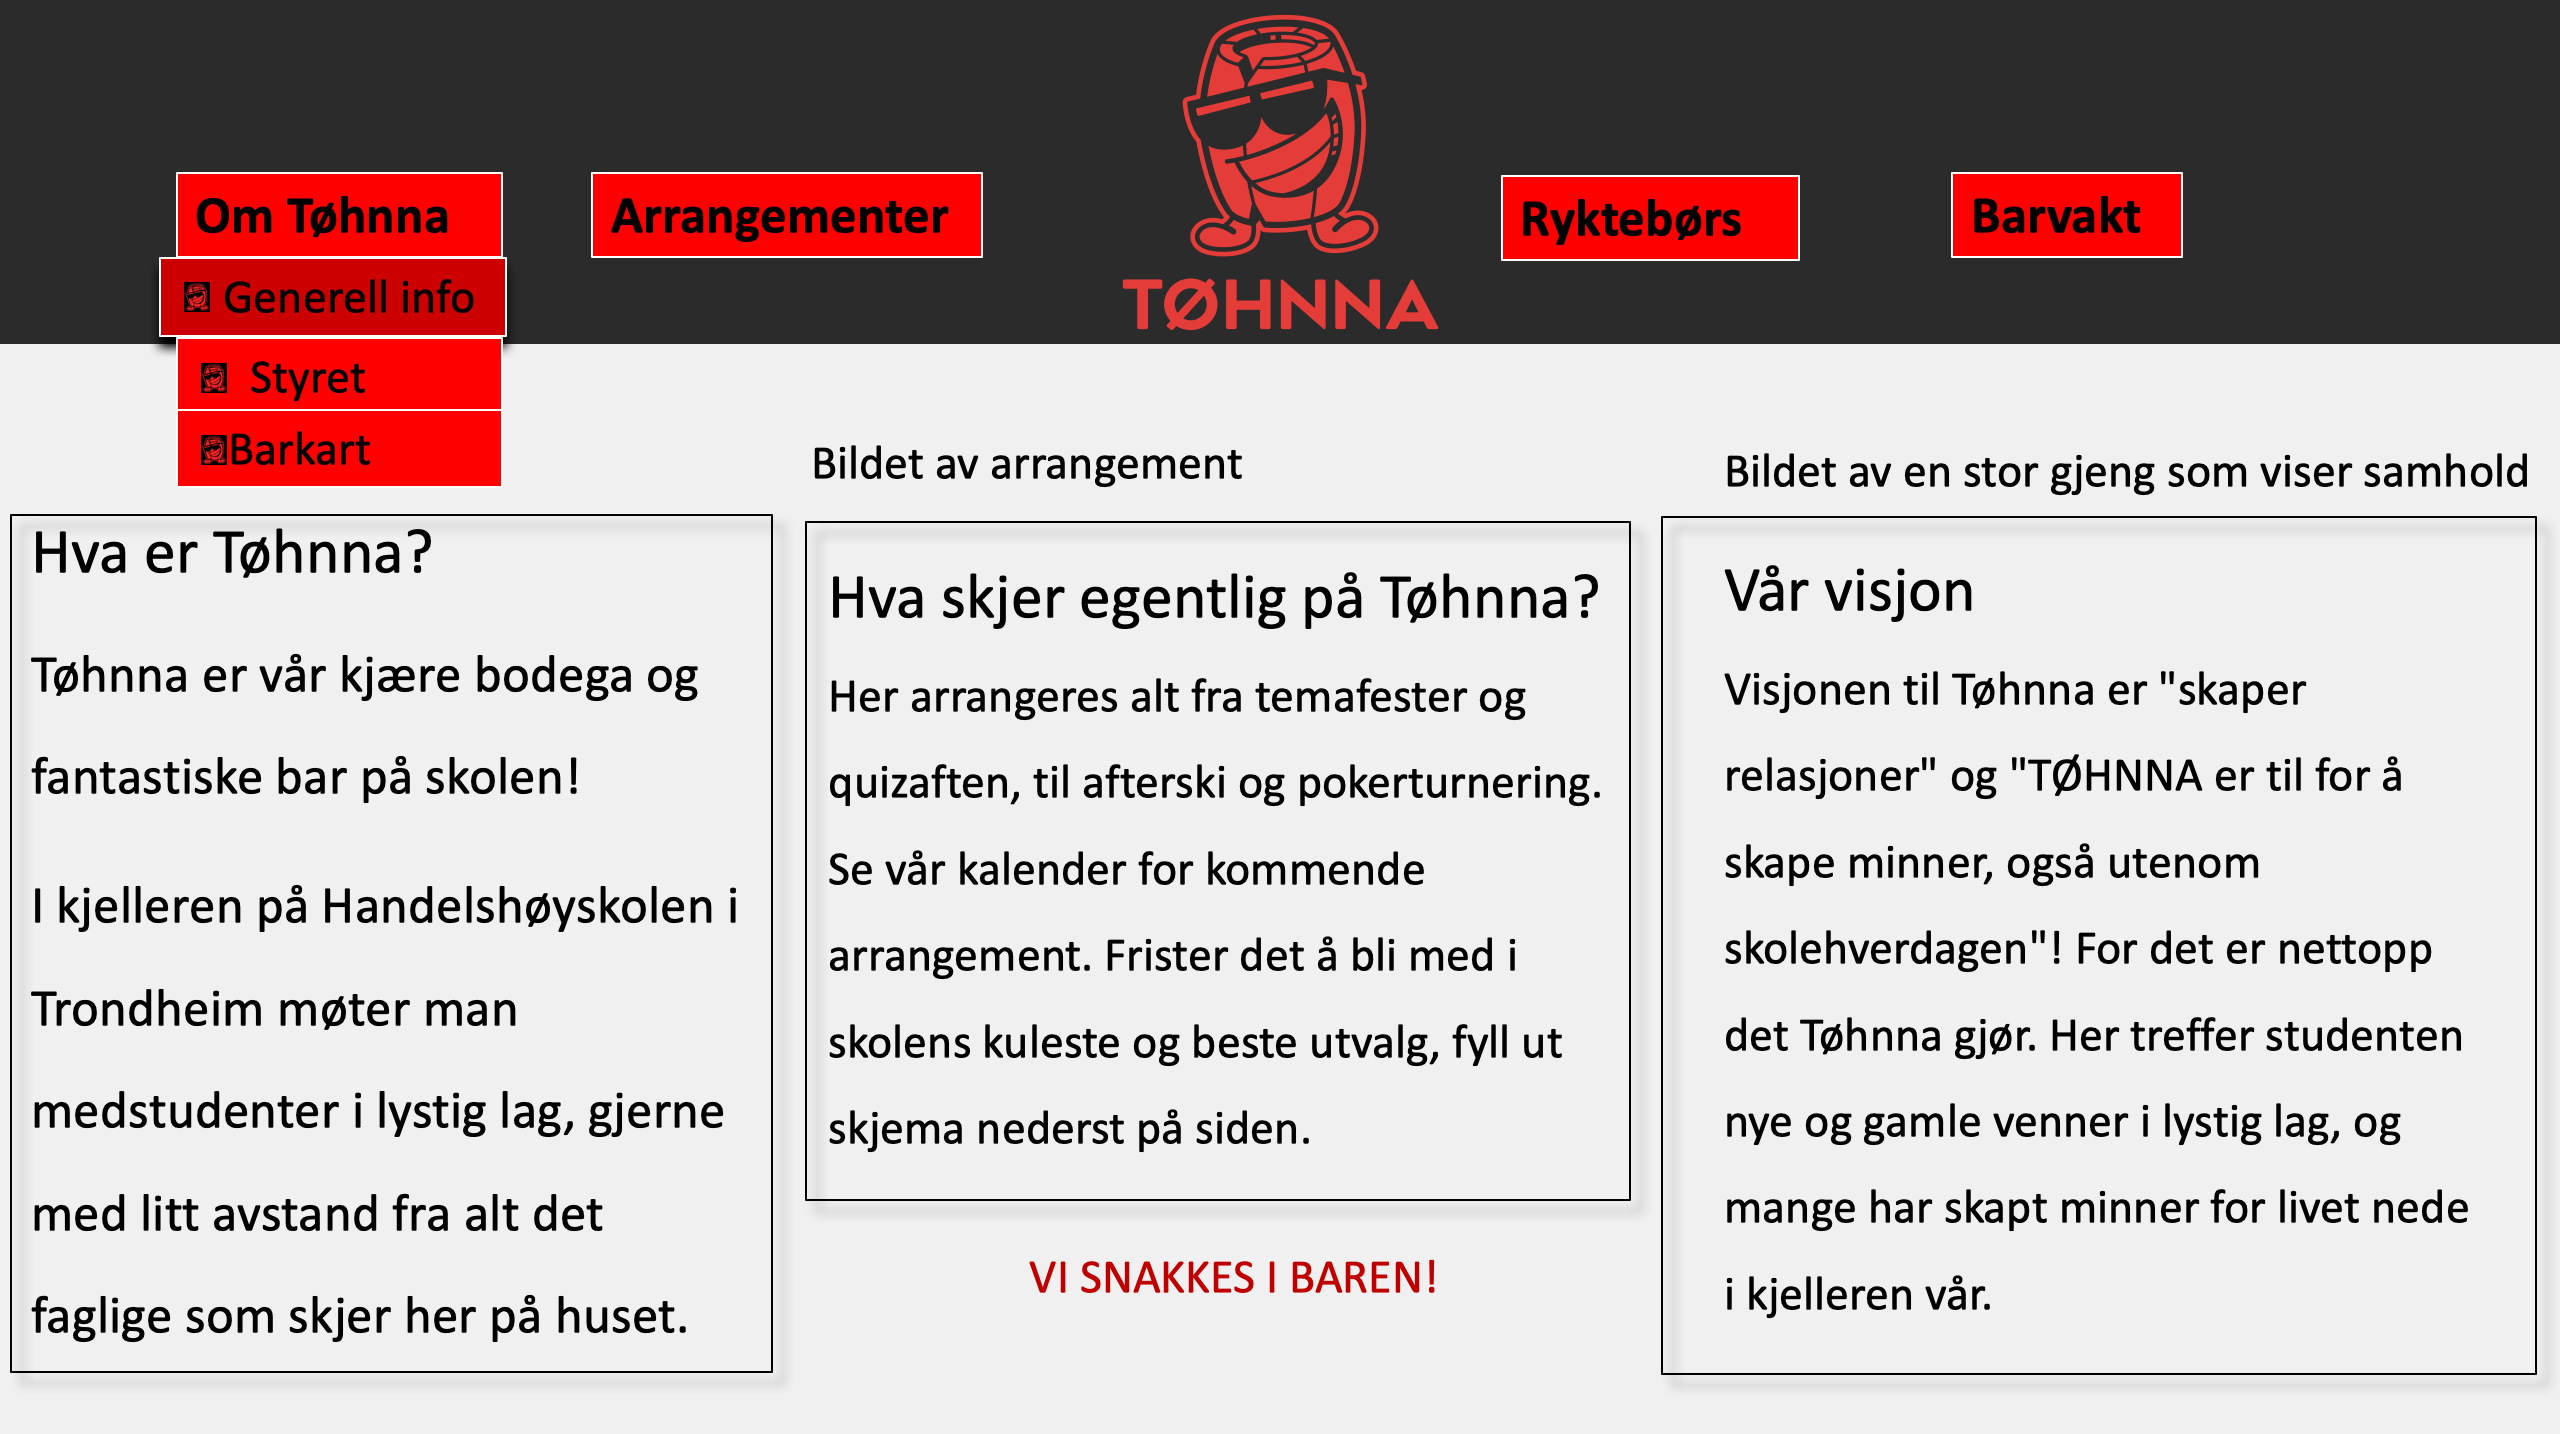 TØHNNA
Om Tøhnna
Arrangementer
Ryktebørs
Barvakt
Generell info
Styret
Barkart
Hva er Tøhnna?
Tøhnna er vår kjære bodega og
fantastiske bar på skolen!
I kjelleren på Handelshøyskolen i
Trondheim møter man
medstudenter i lystig lag, gjerne
med litt avstand fra alt det
faglige som skjer her på huset.
Bildet av arrangement
Hva skjer egentlig på Tøhnna?
Her arrangeres alt fra temafester og
quizaften, til afterski og pokerturnering.
Se vår kalender for kommende
arrangement. Frister det å bli med i
skolens kuleste og beste utvalg, fyll ut
skjema nederst på siden.
VI SNAKKES I BAREN!
Bildet av en stor gjeng som viser samhold
Vår visjon
Visjonen til Tøhnna er "skaper
relasjoner" og "TØHNNA er til for å
skape minner, også utenom
skolehverdagen"! For det er nettopp
det Tøhnna gjør. Her treffer studenten
nye og gamle venner i lystig lag, og
mange har skapt minner for livet nede
i kjelleren vår.